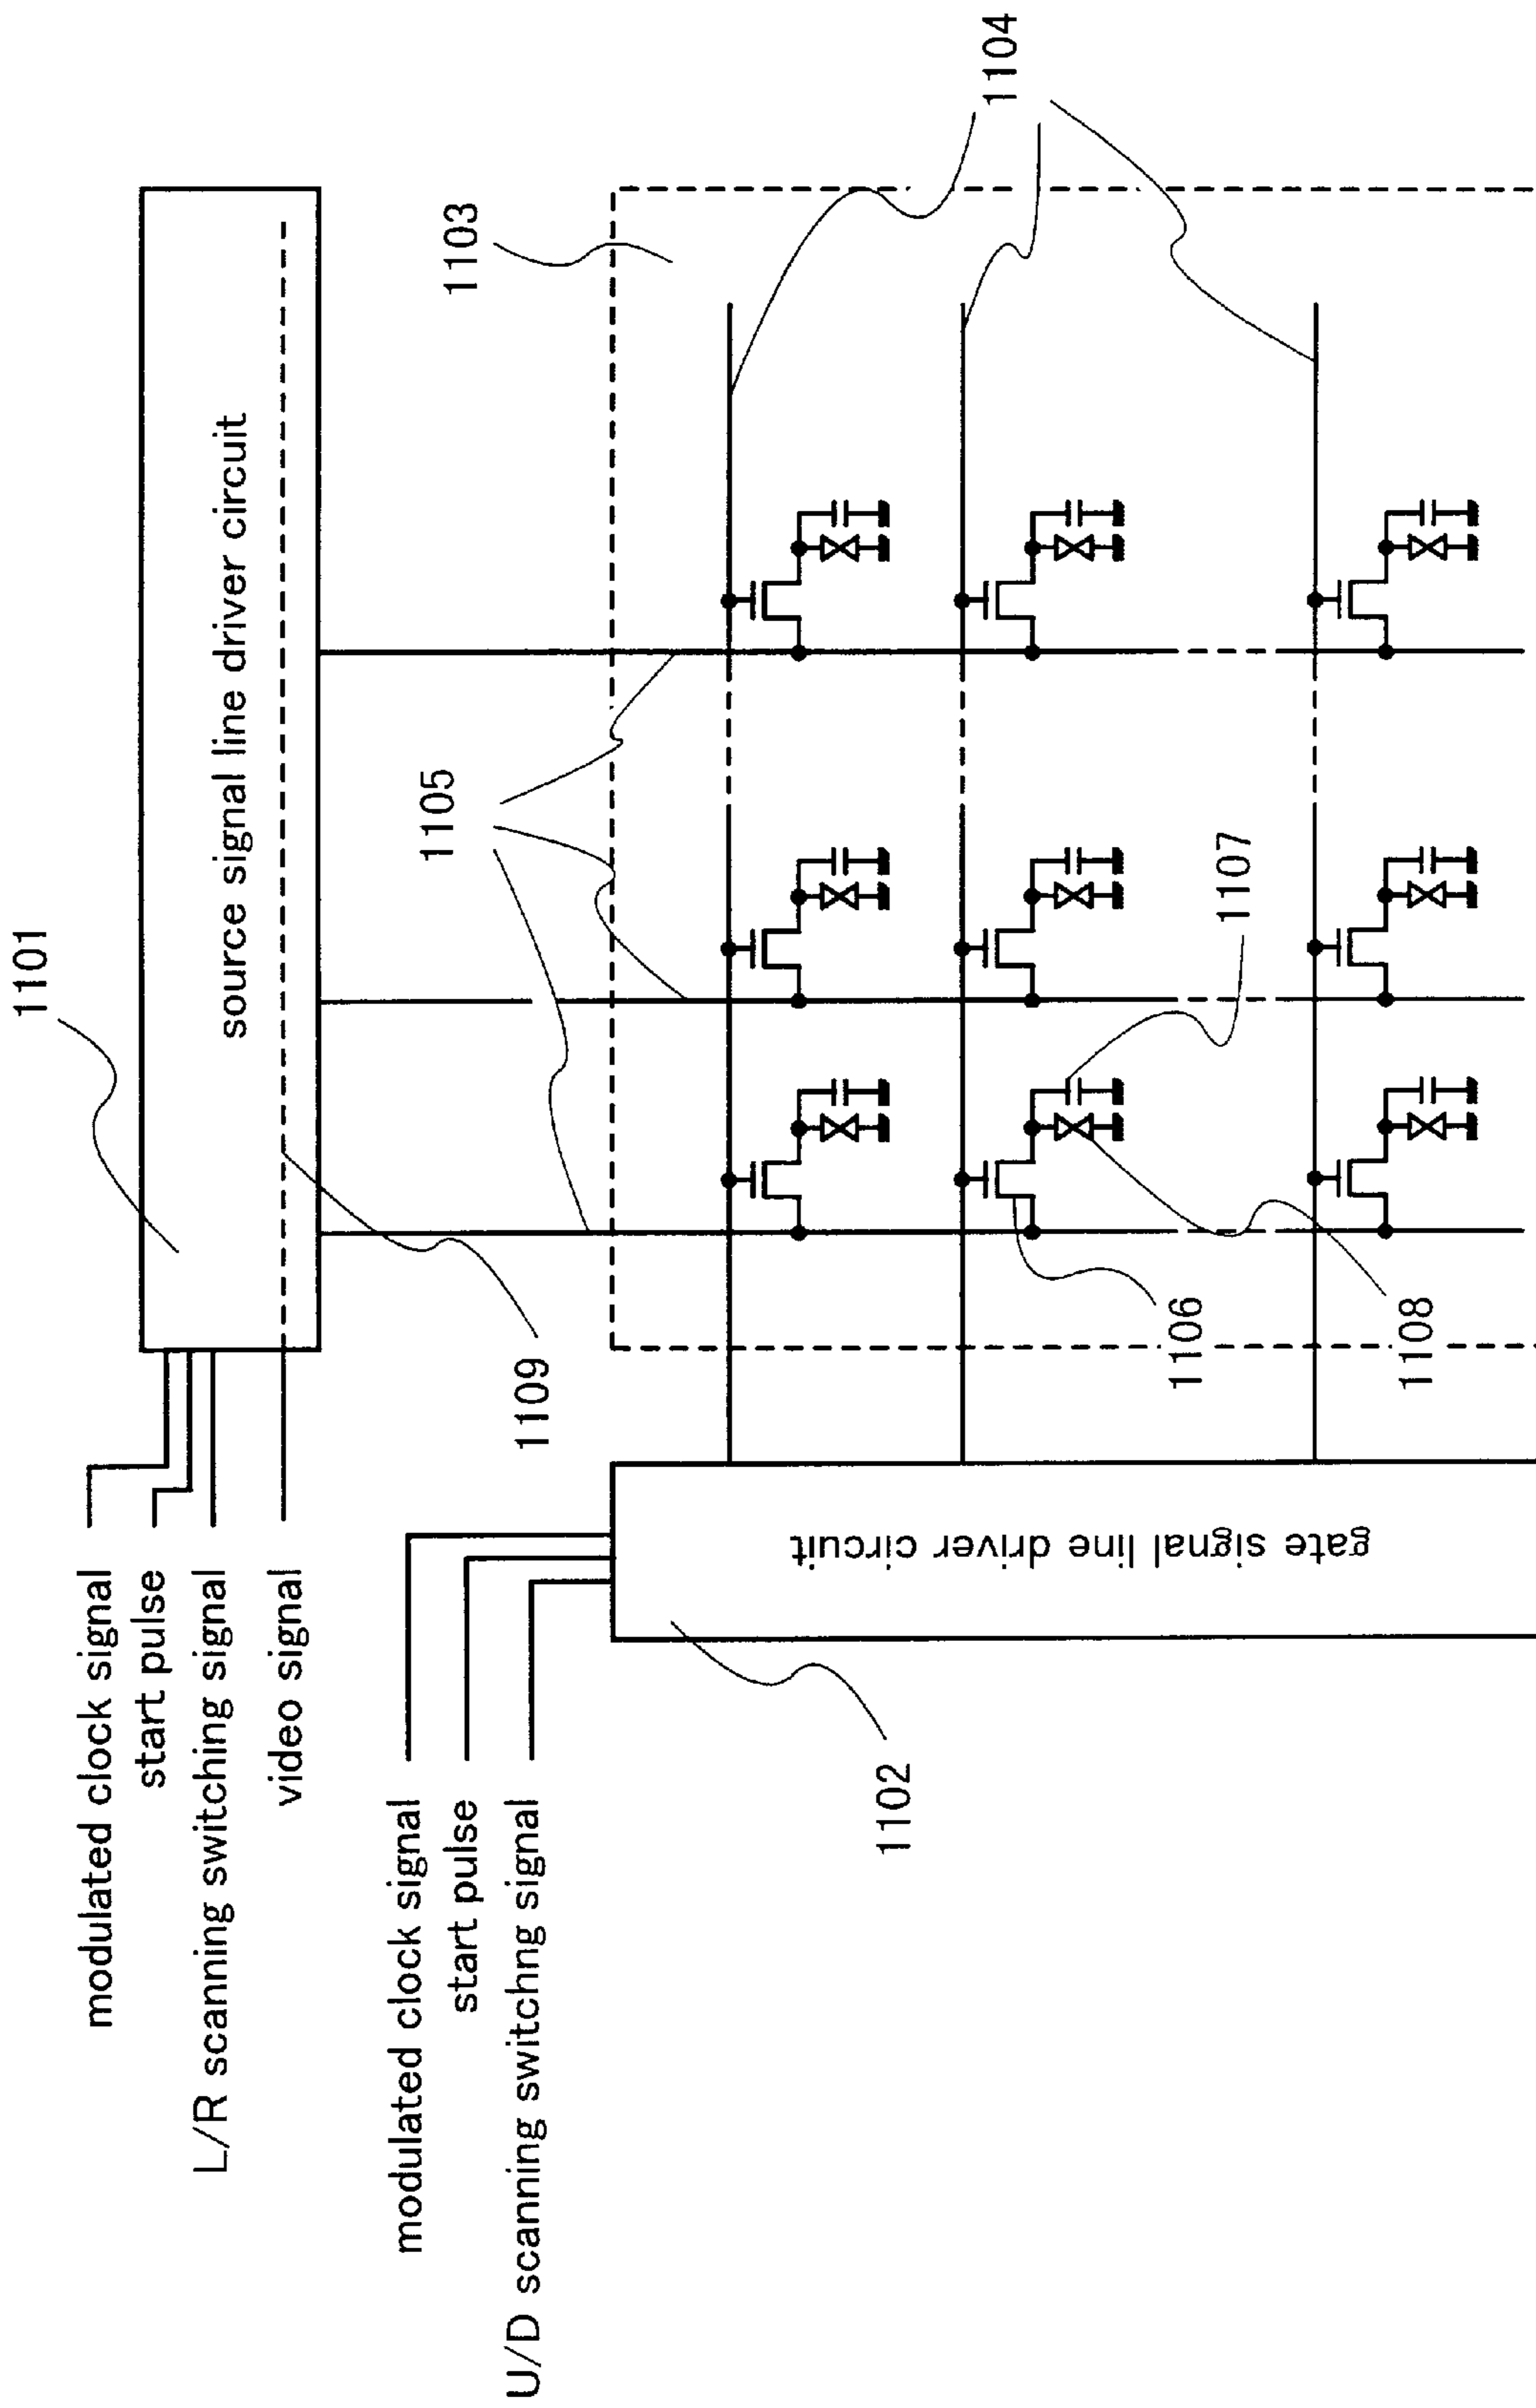 1101
source signal line driver circuit
modulated clock signal
start pulse
L/R scanning switching signal
video signal
1109
1105
1103
1104
modulated clock signal
start pulse
U/D scanning switchng signal
1102
gate signal line driver circuit
1106
1108
1107